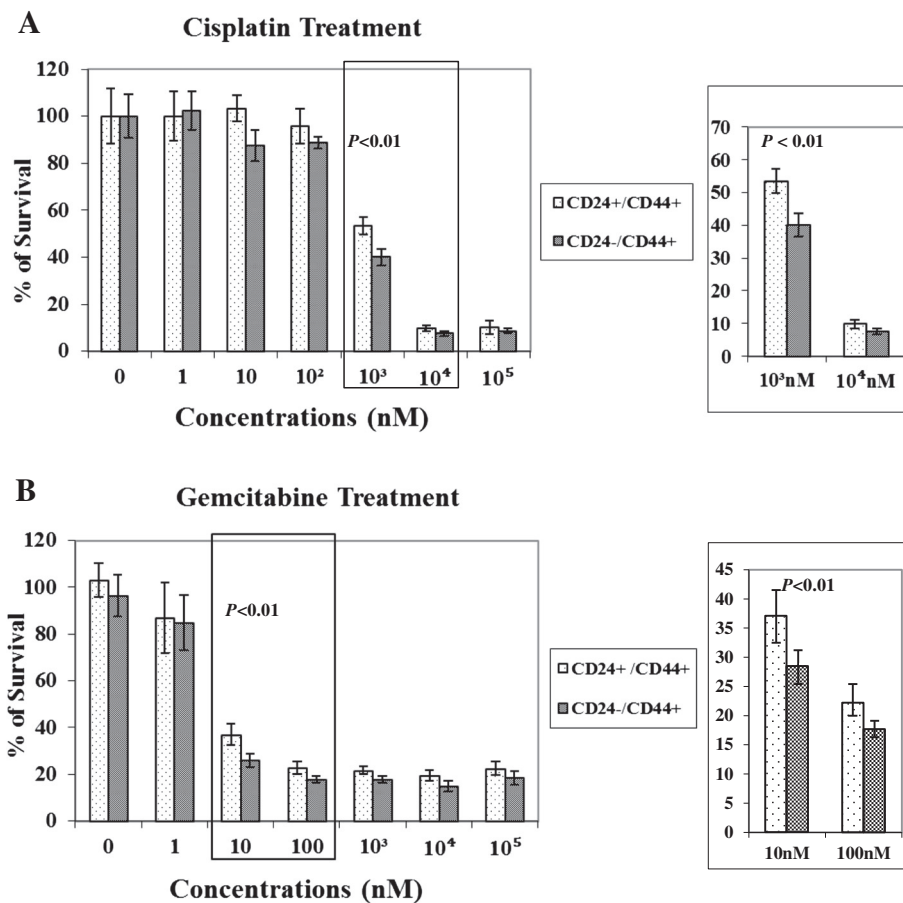 A
Cisplatin Treatment
120
100
80
60
40
20
0
% of Survival
P<0.01
0 1 10 10² 10³ 10⁴ 10⁵
Concentrations (nM)
CD24+/CD44+
CD24-/CD44+
70
60
50
40
30
20
10
0
P < 0.01
10³nM 10⁴nM
B
Gemcitabine Treatment
120
100
80
60
40
20
0
% of Survival
P<0.01
0 1 10 100 10³ 10⁴ 10⁵
Concentrations (nM)
CD24+ /CD44+
CD24-/CD44+
45
40
35
30
25
20
15
10
5
0
P<0.01
10nM 100nM